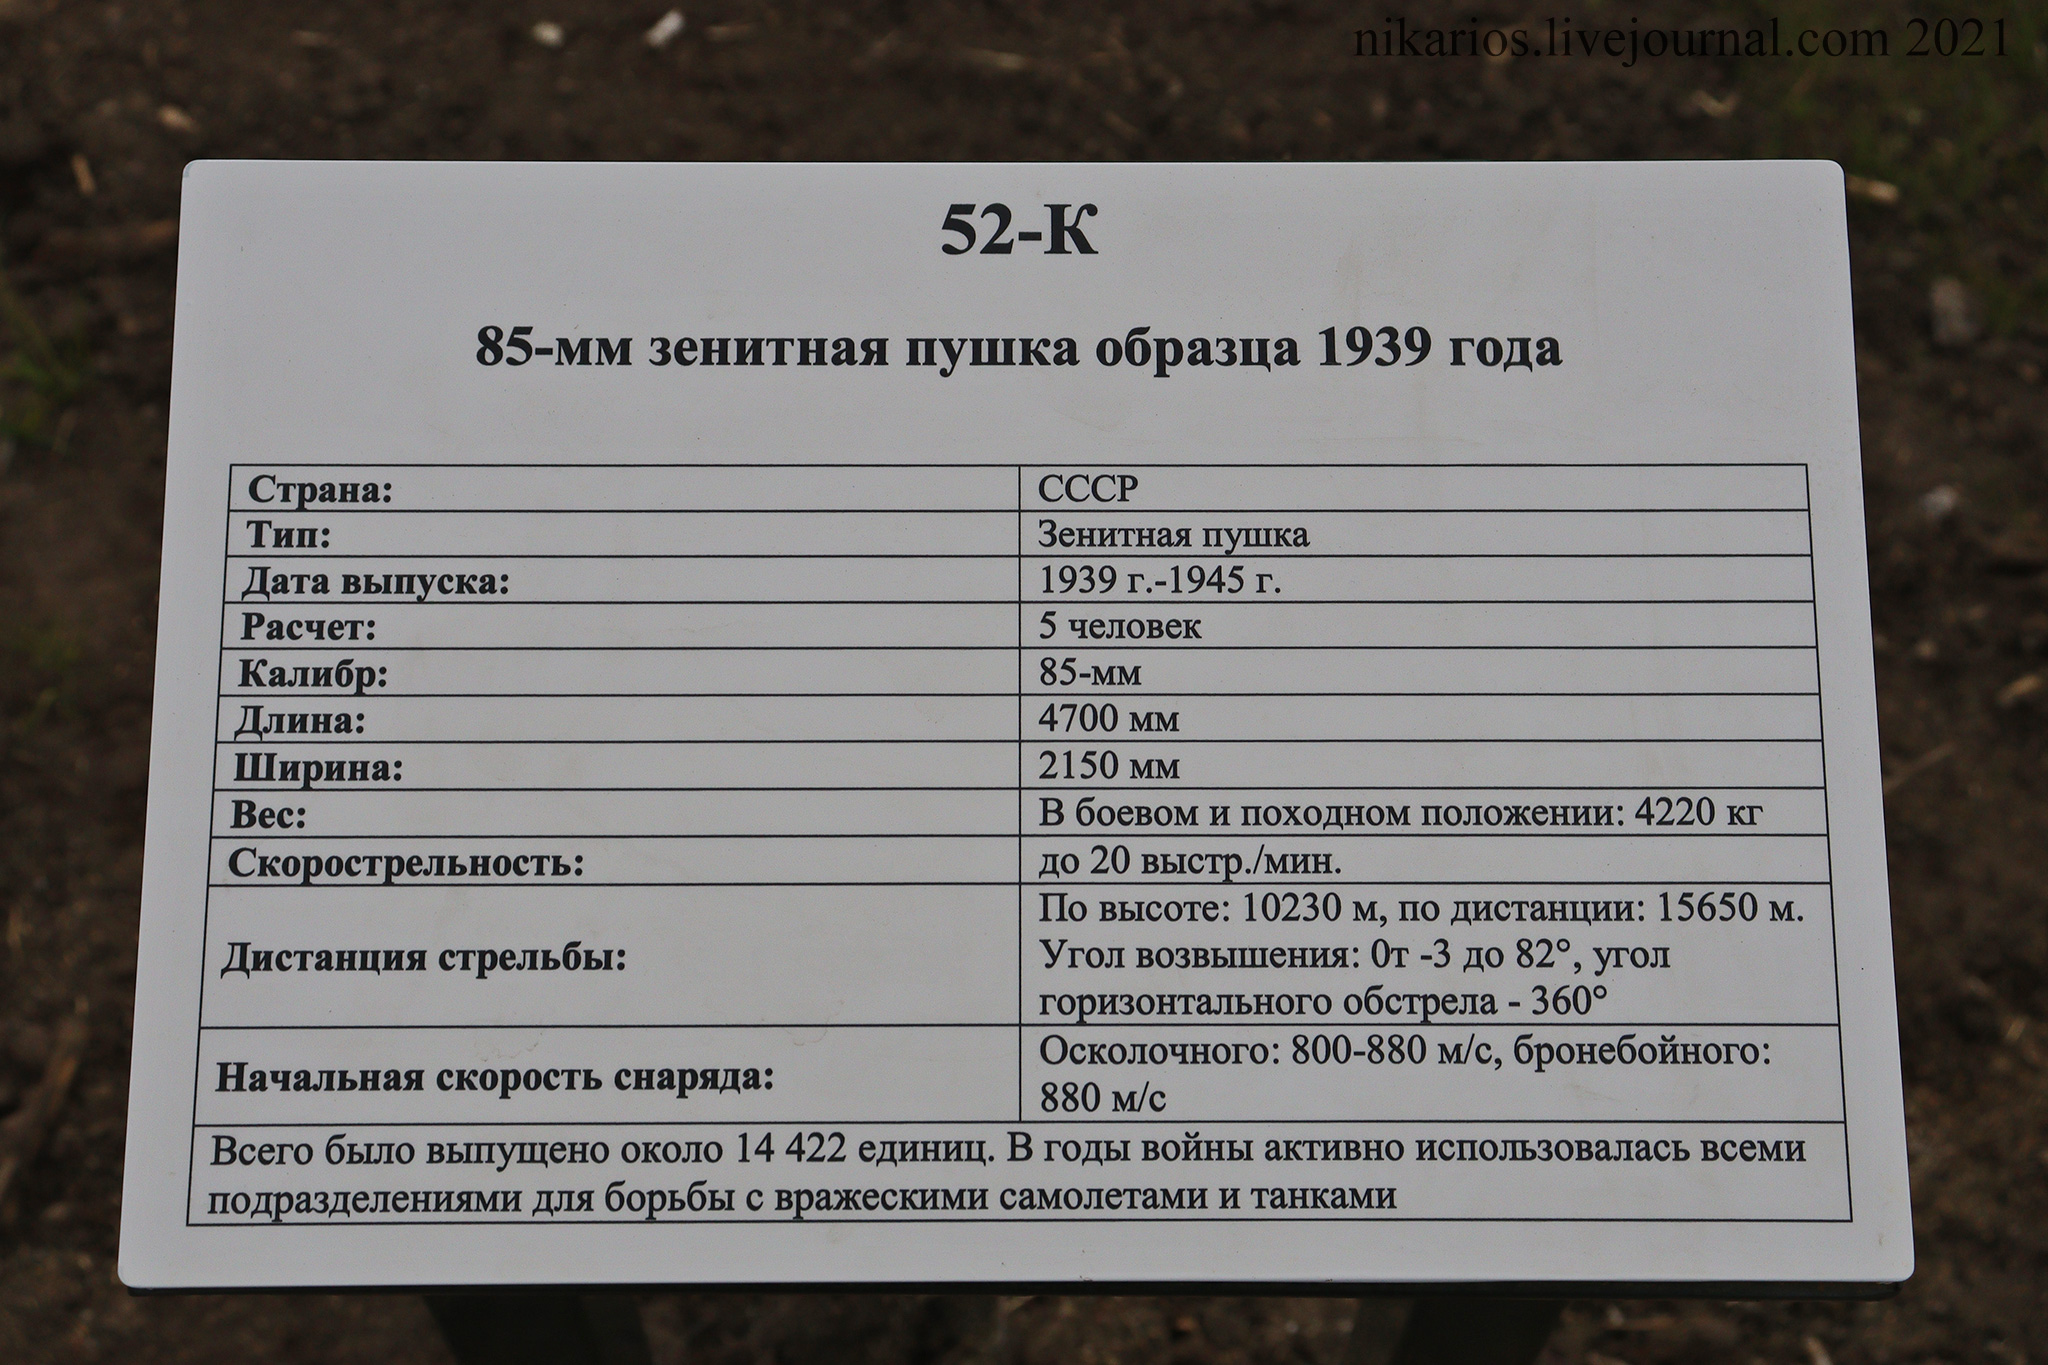 nikarios.livejournal.com 2021
52-К
85-мм зенитная пушка образца 1939 года
Страна: СССР
Тип: Зенитная пушка
Дата выпуска: 1939 г.-1945 г.
Расчет: 5 человек
Калибр: 85-мм
Длина: 4700 мм
Ширина: 2150 мм
Вес: В боевом и походном положении: 4220 кг
Скорострельность: до 20 выстр./мин.
Дистанция стрельбы: По высоте: 10230 м, по дистанции: 15650 м.
Угол возвышения: 0т -3 до 82°, угол
горизонтального обстрела - 360°
Начальная скорость снаряда: Осколочного: 800-880 м/с, бронебойного:
880 м/с
Всего было выпущено около 14 422 единиц. В годы войны активно использовалась всеми
подразделениями для борьбы с вражескими самолетами и танками